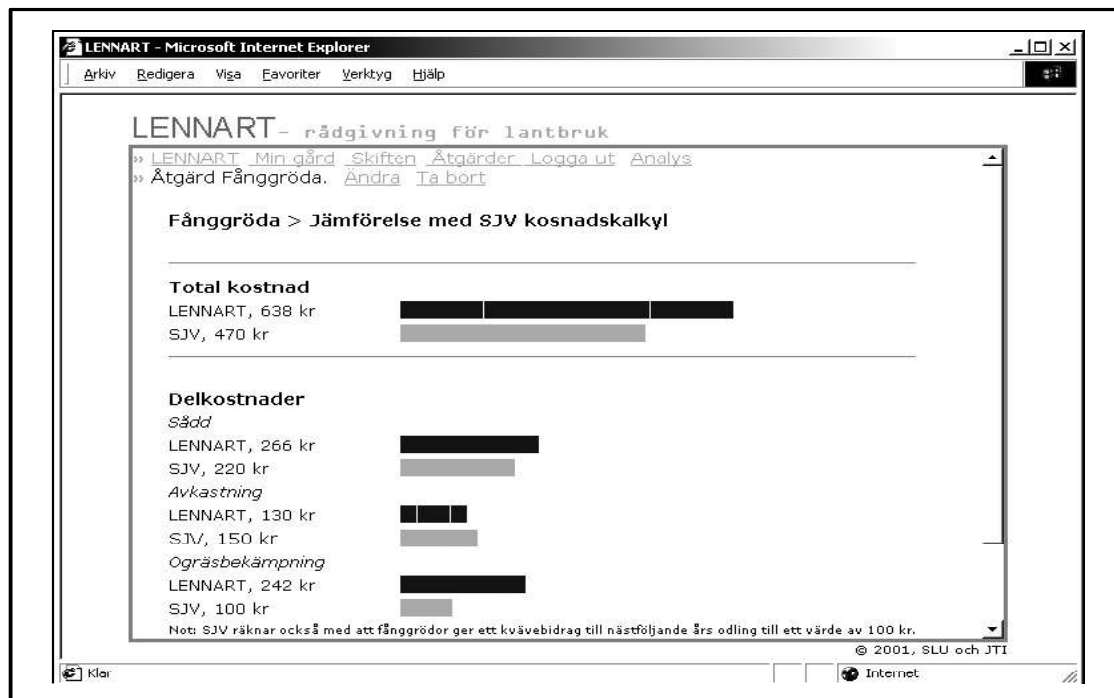 LENNART - Microsoft Internet Explorer
Arkiv Redigera Visa Favoriter Verktyg Hjälp
LENNART - rådgivning för lantbruk
» LENNART Min gård Skiften Åtgärder Logga ut Analys
» Åtgärd Fånggröda. Ändra Ta bort
Fånggröda > Jämförelse med SJV kosnadskalkyl
Total kostnad
LENNART, 638 kr
SJV, 470 kr
Delkostnader
Sådd
LENNART, 266 kr
SJV, 220 kr
Avkastning
LENNART, 130 kr
SJV, 150 kr
Ogräsbekämpning
LENNART, 242 kr
SJV, 100 kr
Not: SJV räknar också med att fånggrödor ger ett kvävebidrag till nästföljande års odling till ett värde av 100 kr.
© 2001, SLU och JTI
Klar Internet